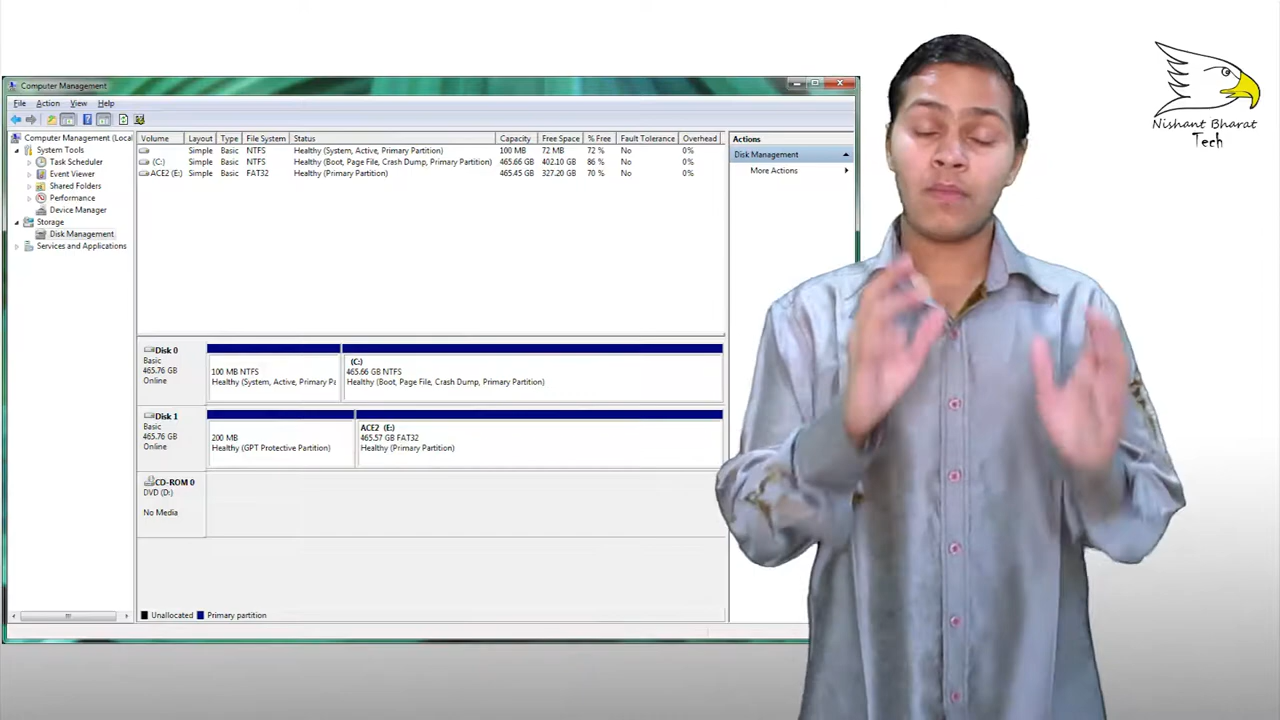 Computer Management
File Action View Help
Computer Management (Local
System Tools
Task Scheduler
Event Viewer
Shared Folders
Performance
Device Manager
Storage
Disk Management
Services and Applications
Volume Layout Type File System Status Capacity Free Space % Free Fault Tolerance Overhead
Simple Basic NTFS Healthy (System, Active, Primary Partition) 100 MB 72 MB 72 % No 0%
(C:) Simple Basic NTFS Healthy (Boot, Page File, Crash Dump, Primary Partition) 465.66 GB 402.10 GB 86 % No 0%
ACE2 (E:) Simple Basic FAT32 Healthy (Primary Partition) 465.45 GB 327.20 GB 70 % No 0%
Disk 0
Basic
465.76 GB
Online
100 MB NTFS
Healthy (System, Active, Primary Pa
(C:)
465.66 GB NTFS
Healthy (Boot, Page File, Crash Dump, Primary Partition)
Disk 1
Basic
465.76 GB
Online
200 MB
Healthy (GPT Protective Partition)
ACE2 (E:)
465.57 GB FAT32
Healthy (Primary Partition)
CD-ROM 0
DVD (D:)
No Media
Unallocated Primary partition
Actions
Disk Management
More Actions
Nishant Bharat
Tech